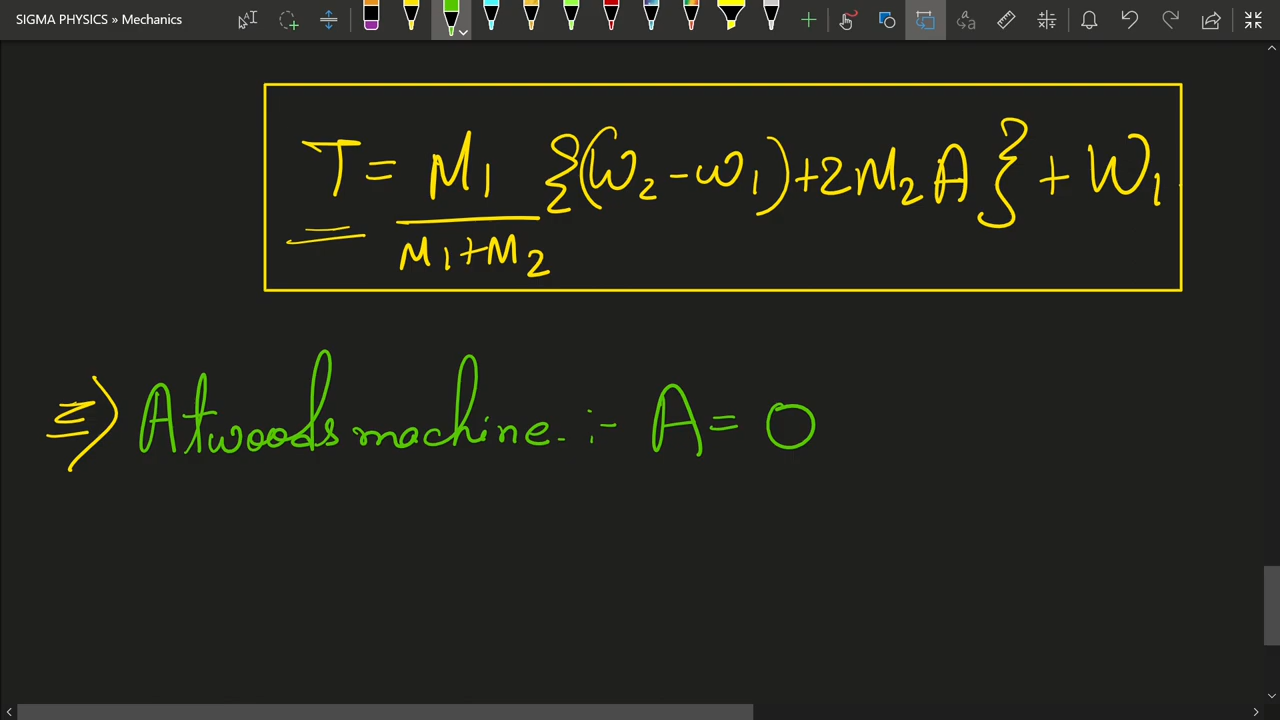 SIGMA PHYSICS » Mechanics
T = M1/(M1+M2) {(W2-W1)+2M2A} + W1
⇒) Atwoods machine. :- A = 0